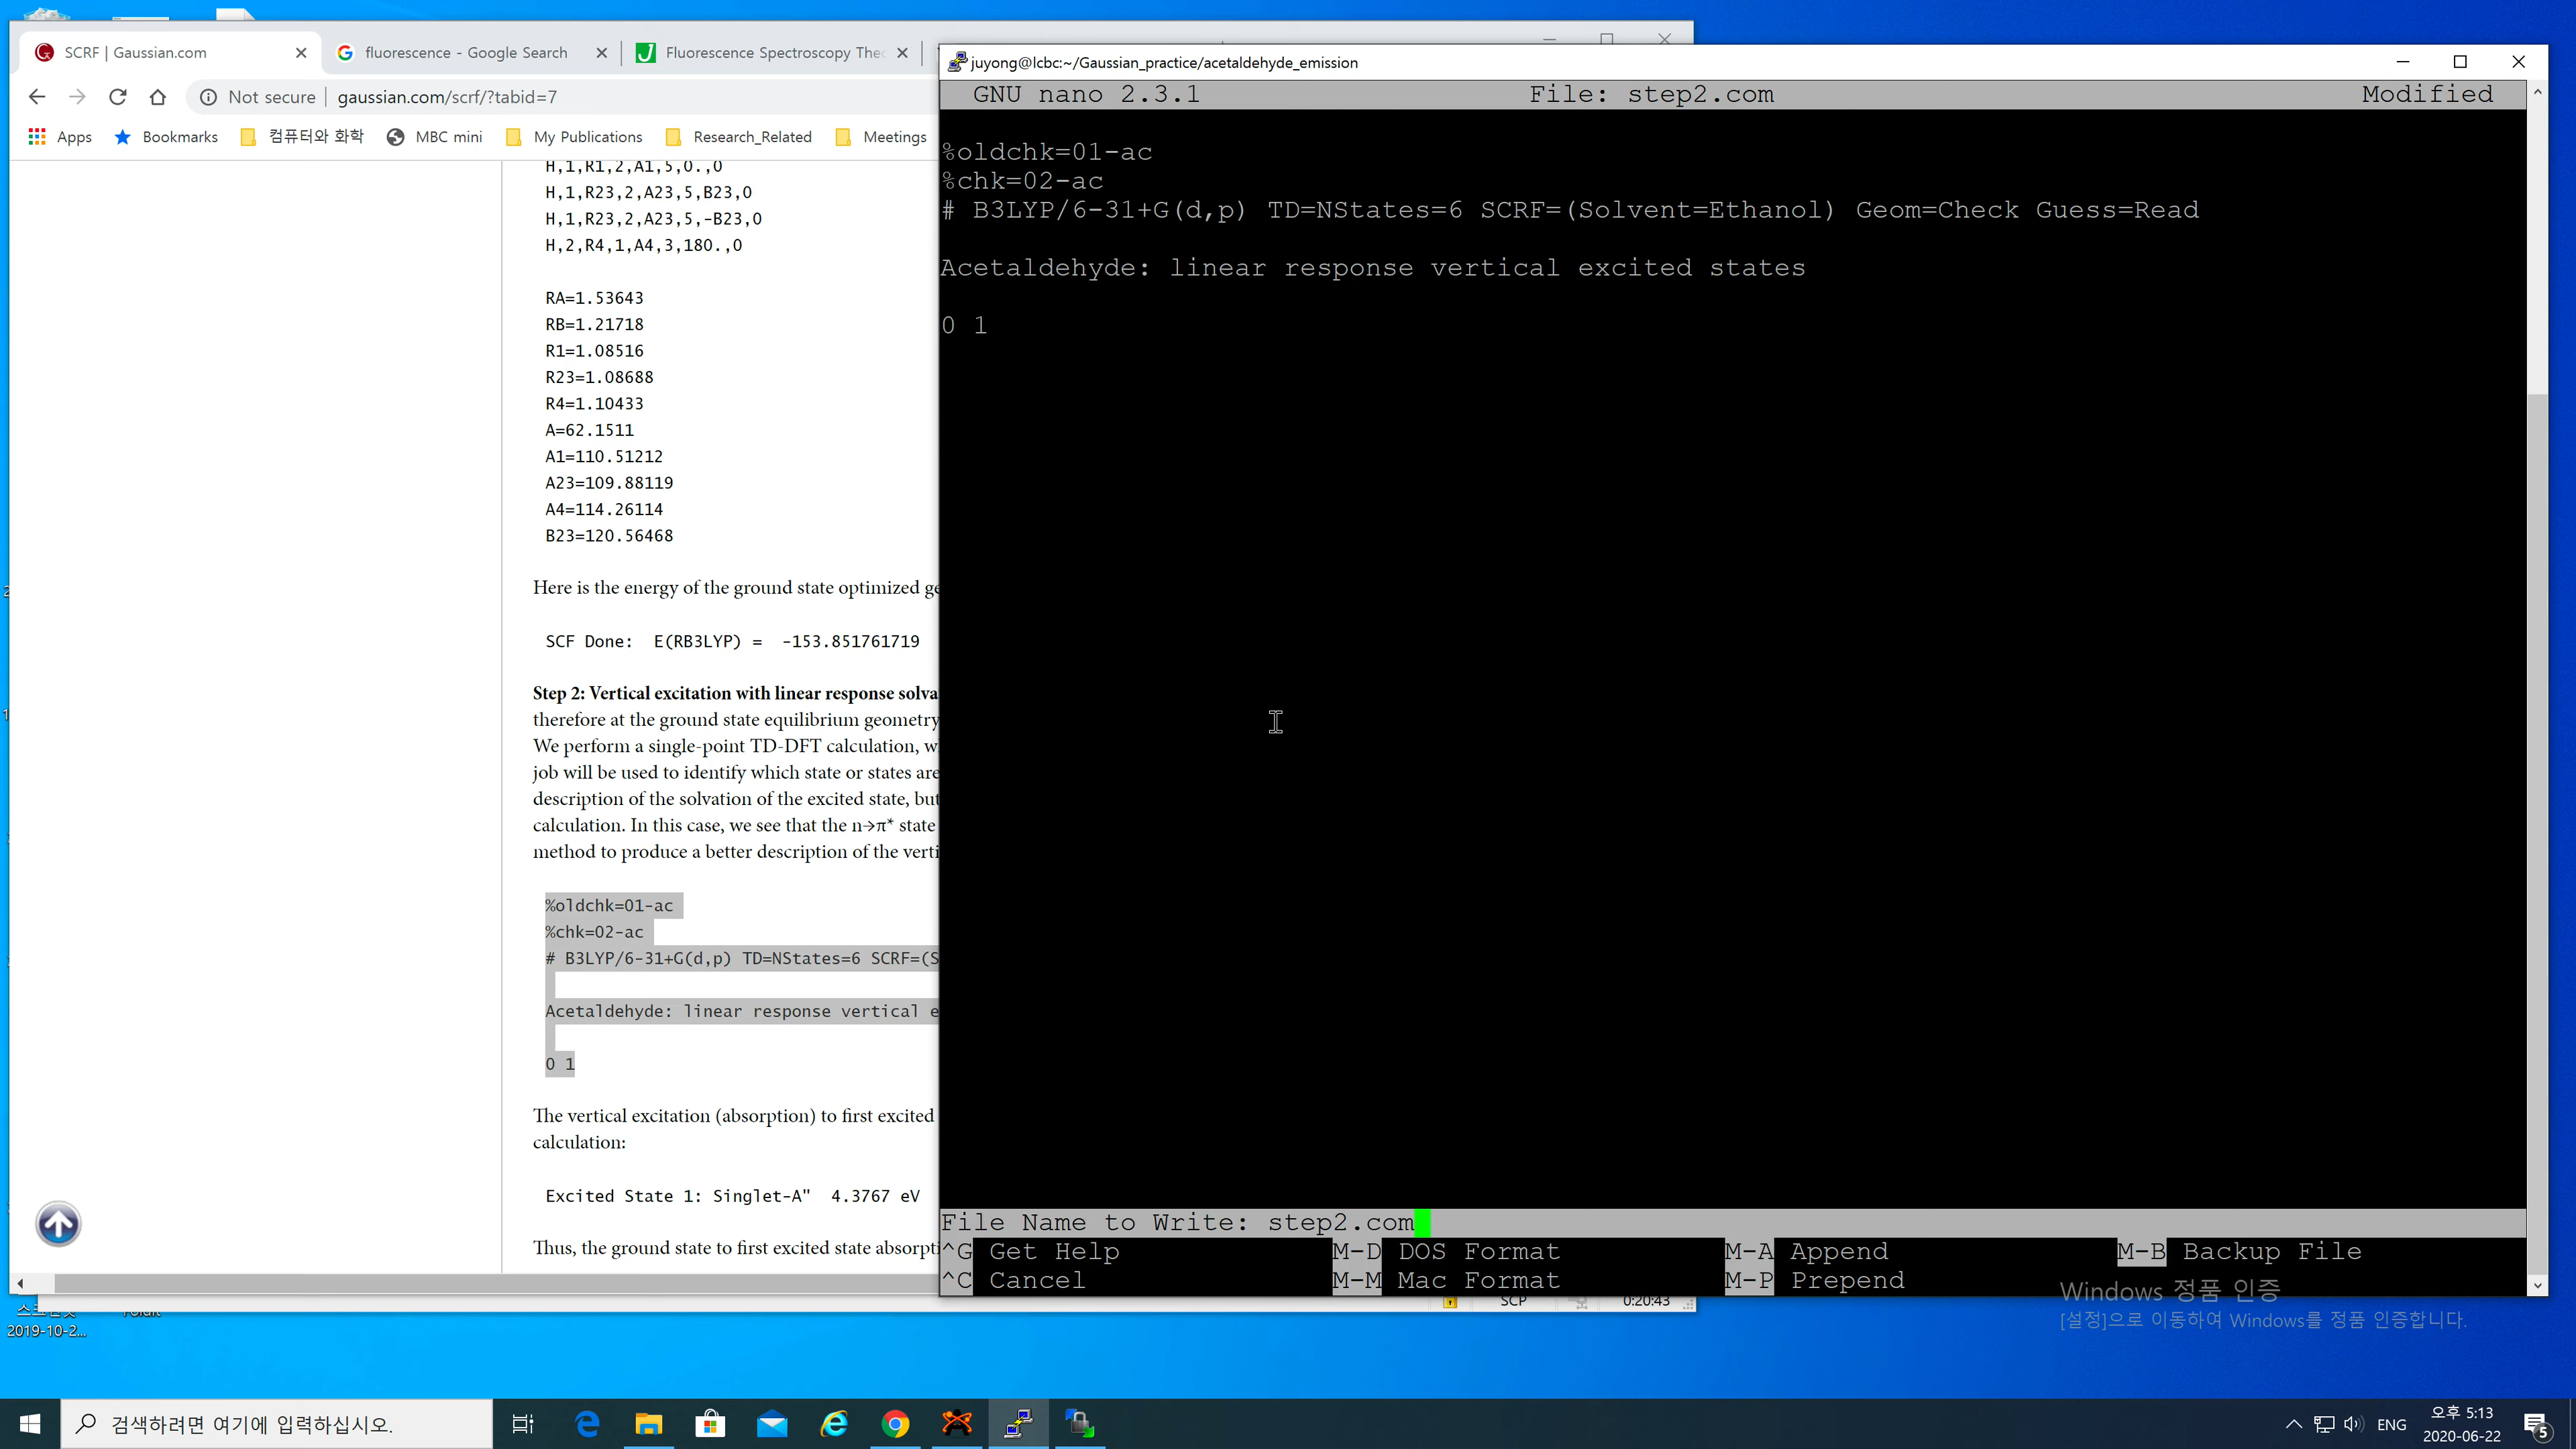 SCRF | Gaussian.com
fluorescence - Google Search
Fluorescence Spectroscopy
Not secure | gaussian.com/scrf/?tabid=7
Apps
Bookmarks
컴퓨터와 화학
MBC mini
My Publications
Research_Related
Meetings
H,1,R1,2,A1,5,0.,0
H,1,R23,2,A23,5,B23,0
H,1,R23,2,A23,5,-B23,0
H,2,R4,1,A4,3,180.,0
RA=1.53643
RB=1.21718
R1=1.08516
R23=1.08688
R4=1.10433
A=62.1511
A1=110.51212
A23=109.88119
A4=114.26114
B23=120.56468
Here is the energy of the ground state optimized
SCF Done: E(RB3LYP) = -153.851761719
Step 2: Vertical excitation with linear response
therefore at the ground state equilibrium geometry
We perform a single-point TD-DFT calculation,
job will be used to identify which state or states are
description of the solvation of the excited state, but
calculation. In this case, we see that the n→π* state
method to produce a better description of the
%oldchk=01-ac
%chk=02-ac
# B3LYP/6-31+G(d,p) TD=NStates=6 SCRF=(S
Acetaldehyde: linear response vertical e
0 1
The vertical excitation (absorption) to first excited
calculation:
Excited State 1: Singlet-A" 4.3767 eV
Thus, the ground state to first excited state
juyong@lcbc:~/Gaussian_practice/acetaldehyde_emission
GNU nano 2.3.1 File: step2.com Modified
%oldchk=01-ac
%chk=02-ac
# B3LYP/6-31+G(d,p) TD=NStates=6 SCRF=(Solvent=Ethanol) Geom=Check Guess=Read
Acetaldehyde: linear response vertical excited states
0 1
File Name to Write: step2.com
^G Get Help M-D DOS Format M-A Append M-B Backup File
^C Cancel M-M Mac Format M-P Prepend
SCP
0:20:43
Windows 정품 인증
[설정]으로 이동하여 Windows를 정품 인증합니다.
2019-10-2...
검색하려면 여기에 입력하십시오.
ENG
오후 5:13
2020-06-22
5